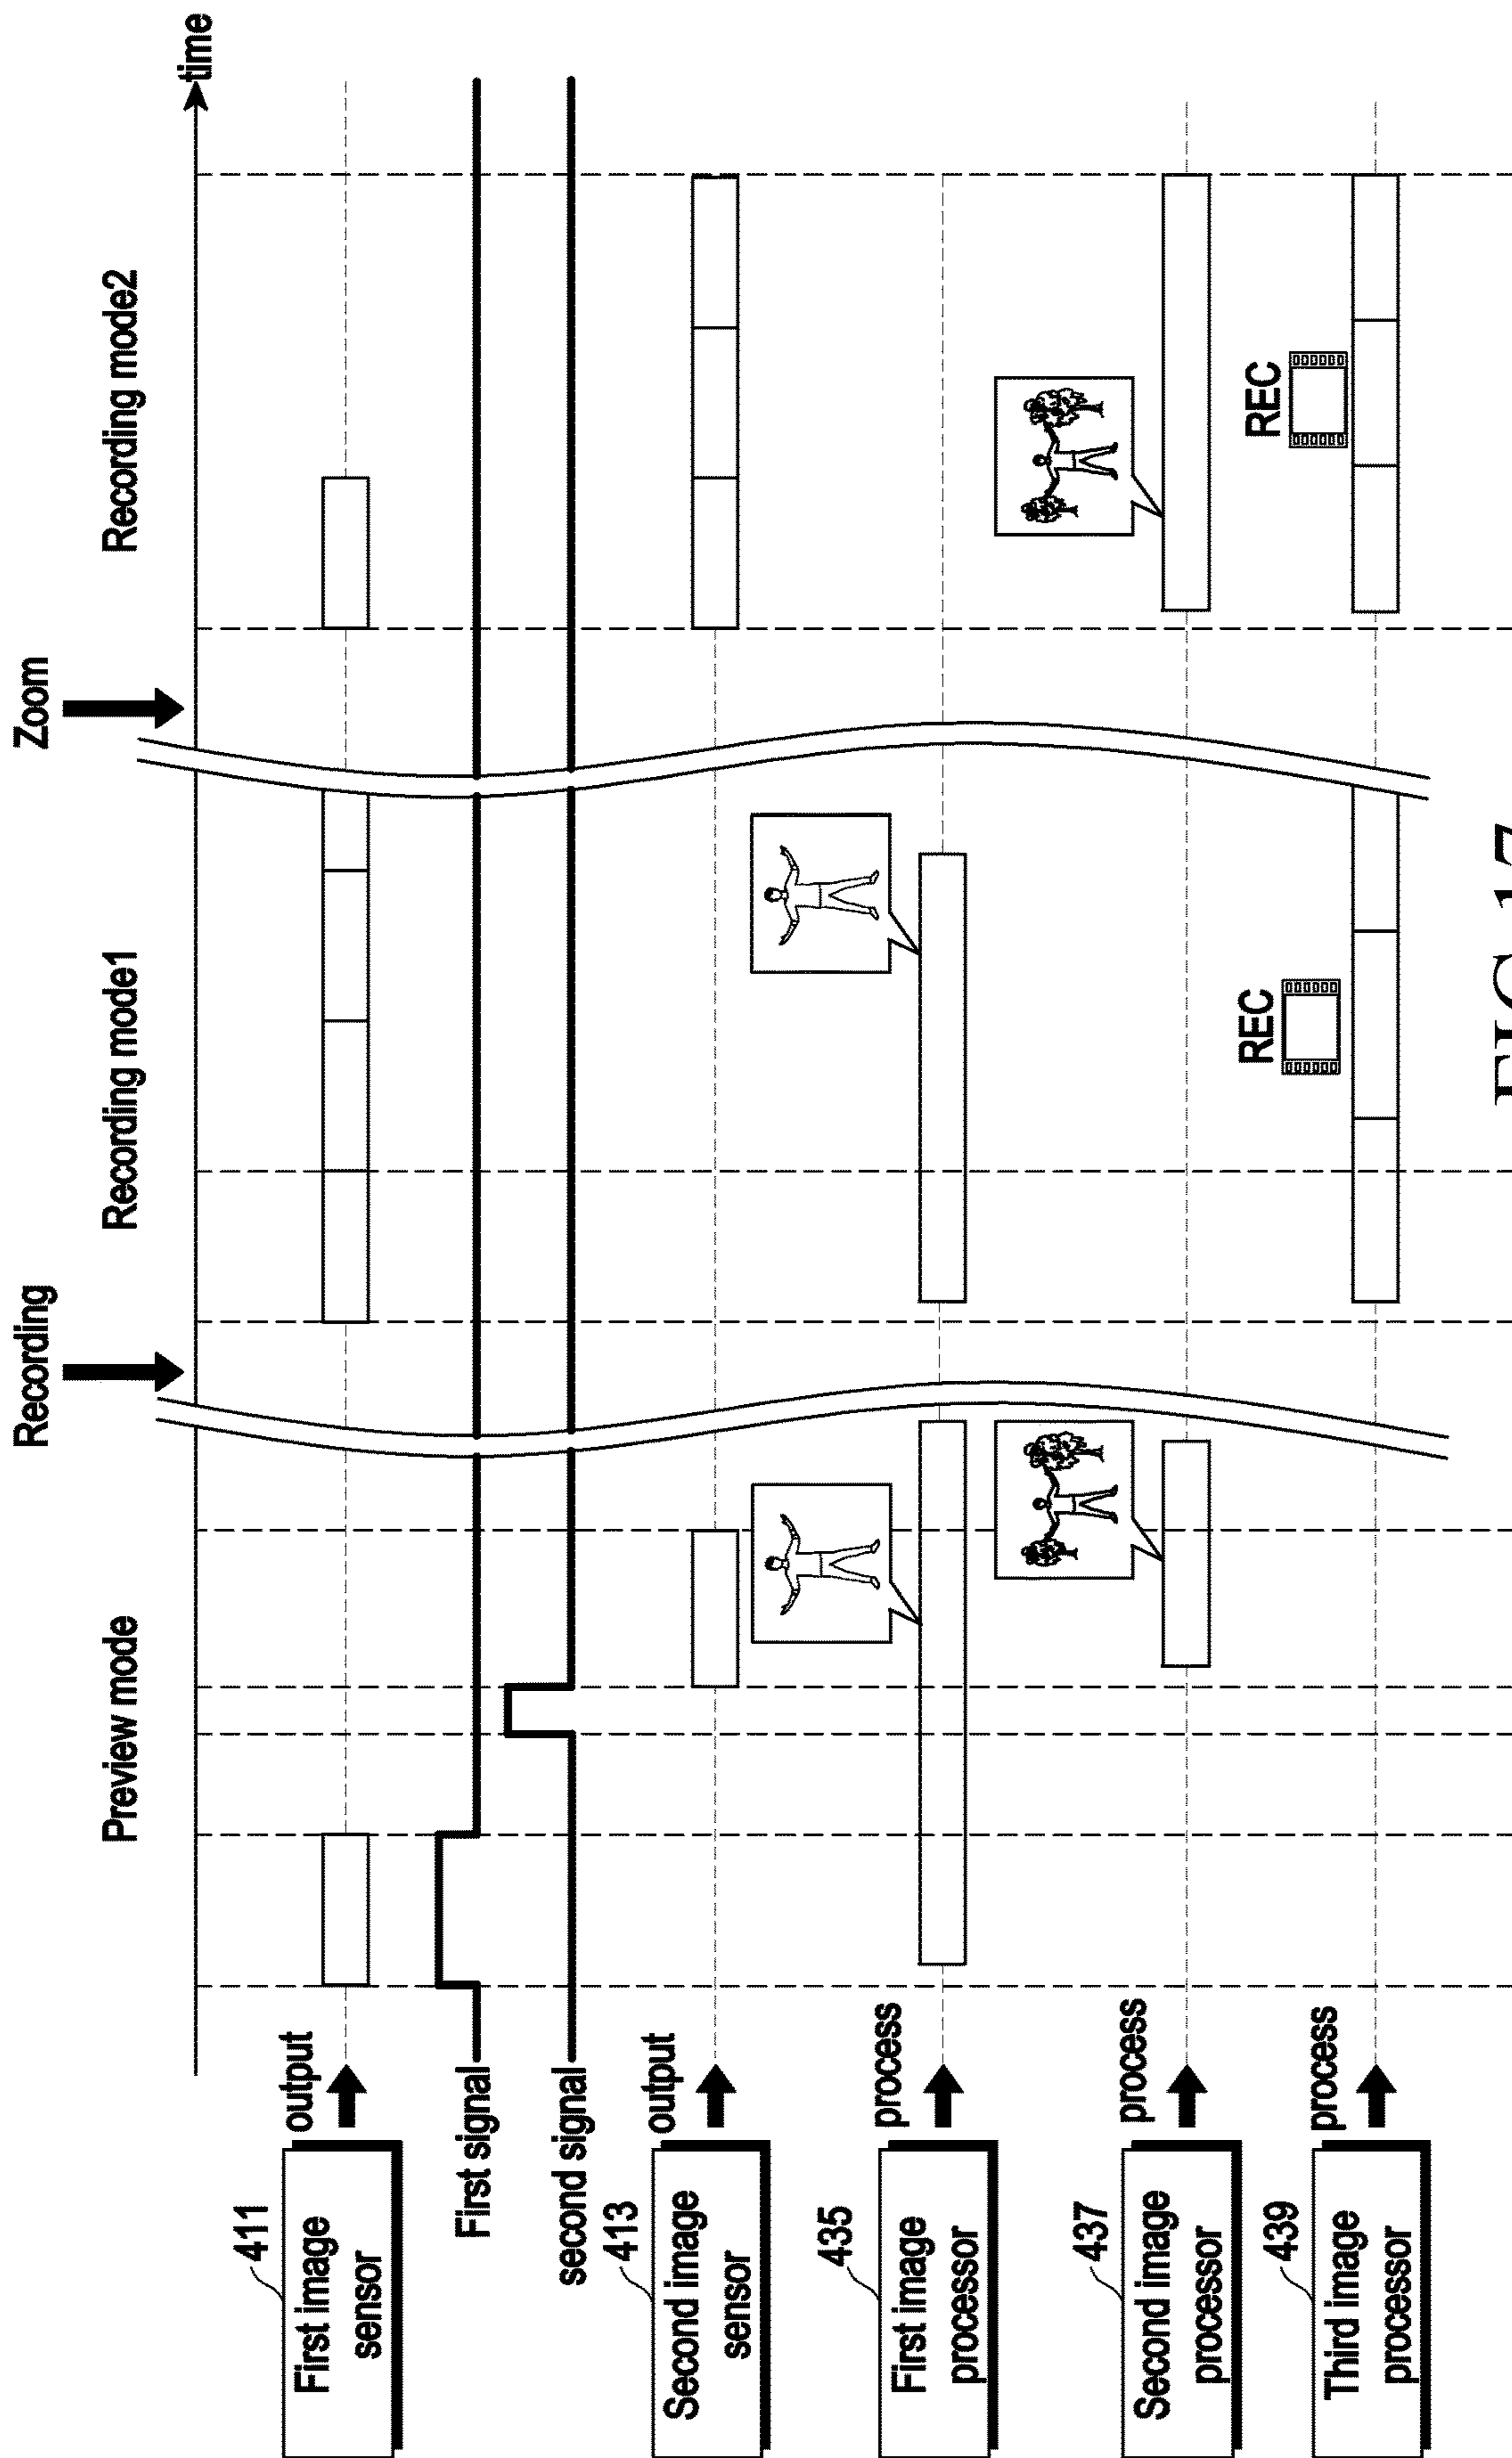 Recording
Zoom
Preview mode
Recording mode1
Recording mode2
time
411
First image
sensor
output
First signal
second signal
413
Second image
sensor
output
435
First image
processor
process
437
Second image
processor
process
439
Third image
processor
process
REC
REC
FIG. 17